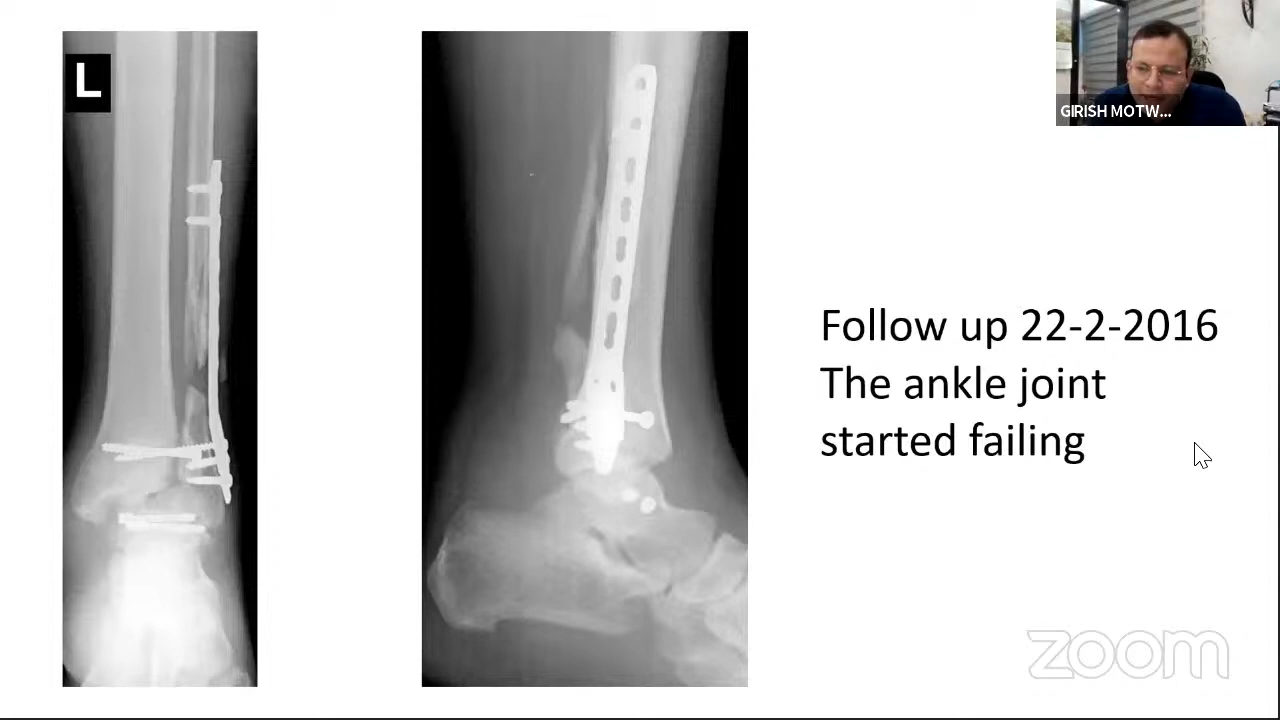 L
GIRISH MOTW...
Follow up 22-2-2016
The ankle joint
started failing
zoom